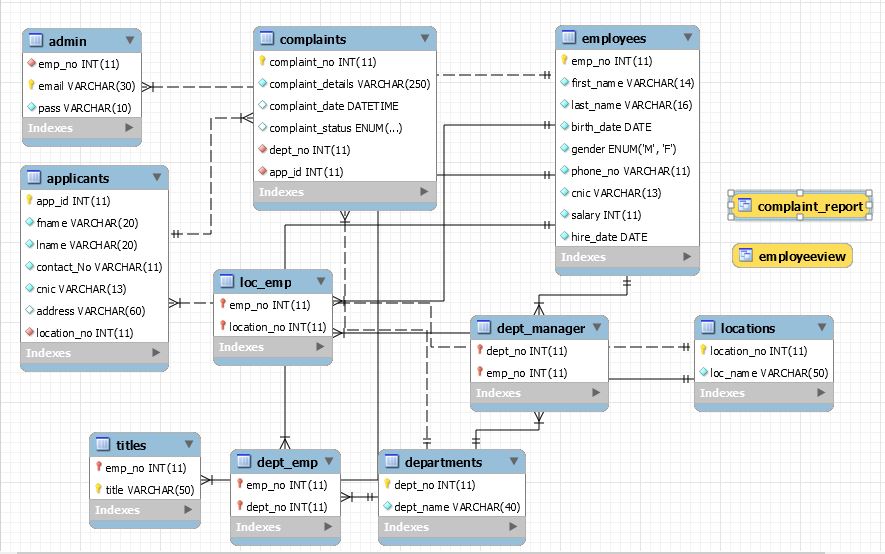 admin
emp_no INT(11)
email VARCHAR(30)
pass VARCHAR(10)
Indexes
complaints
complaint_no INT(11)
complaint_details VARCHAR(250)
complaint_date DATETIME
complaint_status ENUM(...)
dept_no INT(11)
app_id INT(11)
Indexes
employees
emp_no INT(11)
first_name VARCHAR(14)
last_name VARCHAR(16)
birth_date DATE
gender ENUM('M', 'F')
phone_no VARCHAR(11)
cnic VARCHAR(13)
salary INT(11)
hire_date DATE
Indexes
applicants
app_id INT(11)
fname VARCHAR(20)
lname VARCHAR(20)
contact_No VARCHAR(11)
cnic VARCHAR(13)
address VARCHAR(60)
location_no INT(11)
Indexes
complaint_report
employeeview
loc_emp
emp_no INT(11)
location_no INT(11)
Indexes
dept_manager
dept_no INT(11)
emp_no INT(11)
Indexes
locations
location_no INT(11)
loc_name VARCHAR(50)
Indexes
titles
emp_no INT(11)
title VARCHAR(50)
Indexes
dept_emp
emp_no INT(11)
dept_no INT(11)
Indexes
departments
dept_no INT(11)
dept_name VARCHAR(40)
Indexes